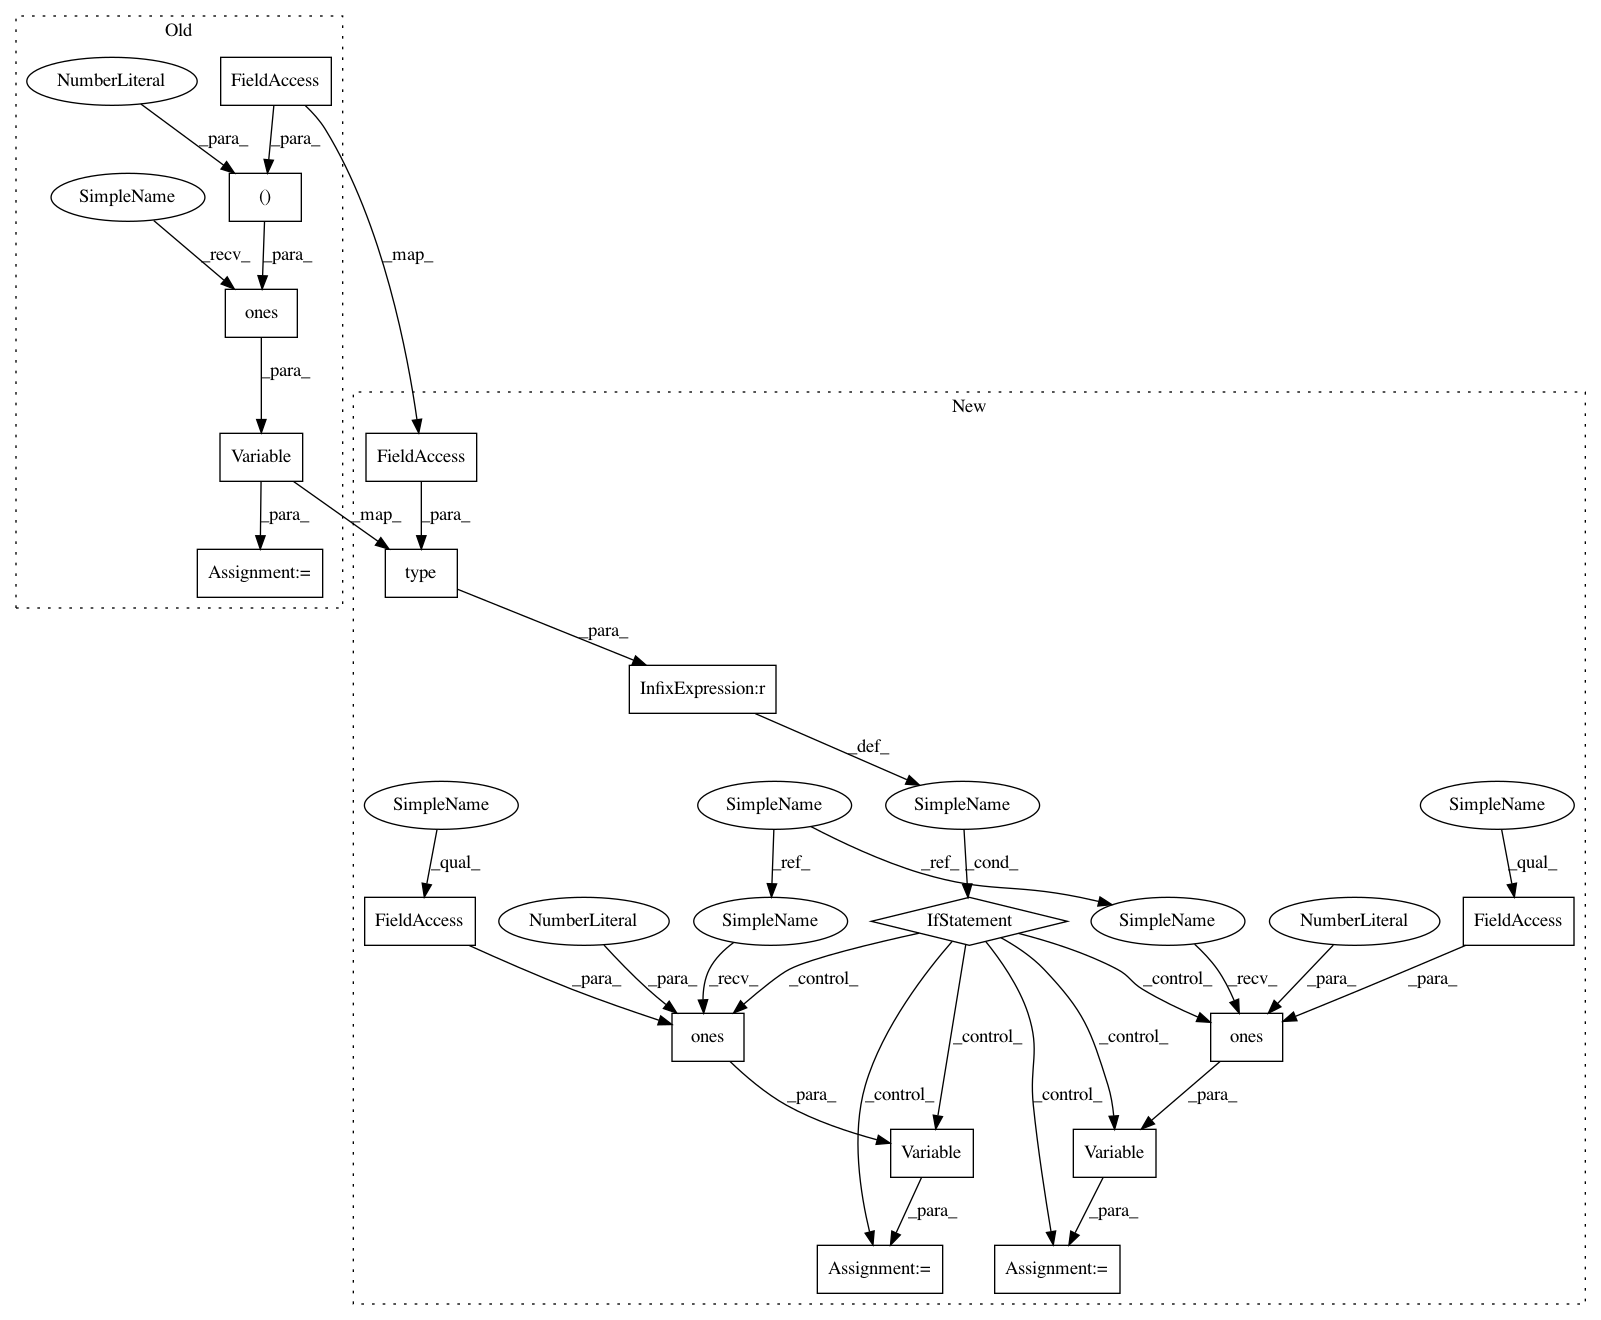 Old
NumberLiteral
FieldAccess
_para_
_para_
SimpleName
()
_recv_
_para_
_map_
ones
_para_
New
Variable
FieldAccess
_para_
_map_
_para_
Assignment:=
type
_para_
InfixExpression:r
_def_
SimpleName
SimpleName
SimpleName
SimpleName
_qual_
_ref_
_ref_
_cond_
_qual_
FieldAccess
NumberLiteral
SimpleName
IfStatement
SimpleName
NumberLiteral
FieldAccess
_para_
_para_
_recv_
_control_
_control_
_recv_
_para_
_para_
ones
_control_
_control_
ones
_para_
_control_
_control_
_para_
Variable
Variable
_para_
_para_
Assignment:=
Assignment:=